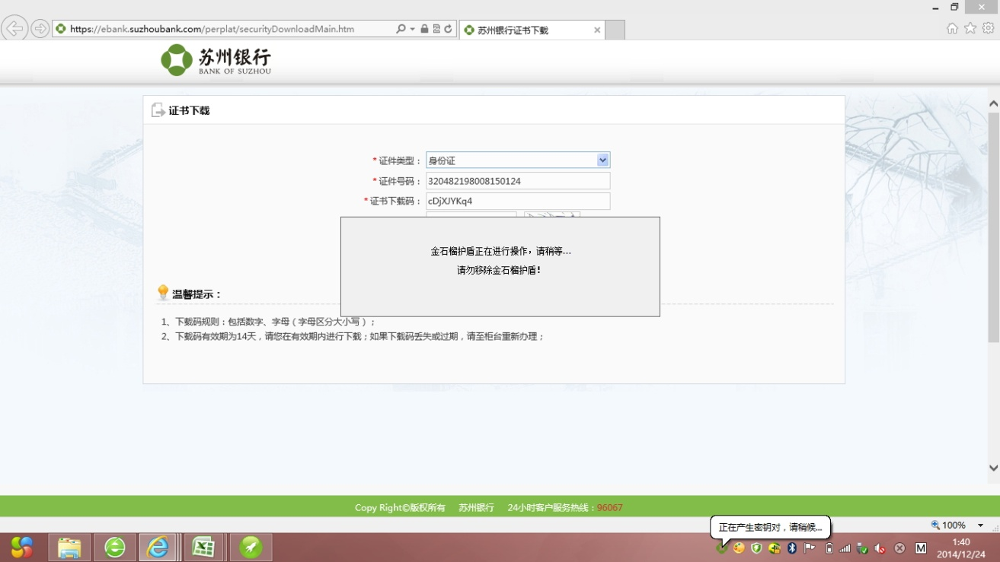 https://ebank.suzhoubank.com/perplat/securityDownloadMain.htm
苏州银行证书下载
苏州银行
BANK OF SUZHOU
证书下载
*证件类型： 身份证
*证件号码： 320482198008150124
*证书下载码： cDjXJYKq4
金石榴护盾正在进行操作，请稍等...
请勿移除金石榴护盾!
温馨提示：
1、下载码规则：包括数字、字母（字母区分大小写）；
2、下载码有效期为14天，请您在有效期内进行下载；如果下载码丢失或过期，请至柜台重新办理；
Copy Right©版权所有 苏州银行 24小时客户服务热线：96067
正在产生密钥对，请稍候...
100%
M
1:40
2014/12/24